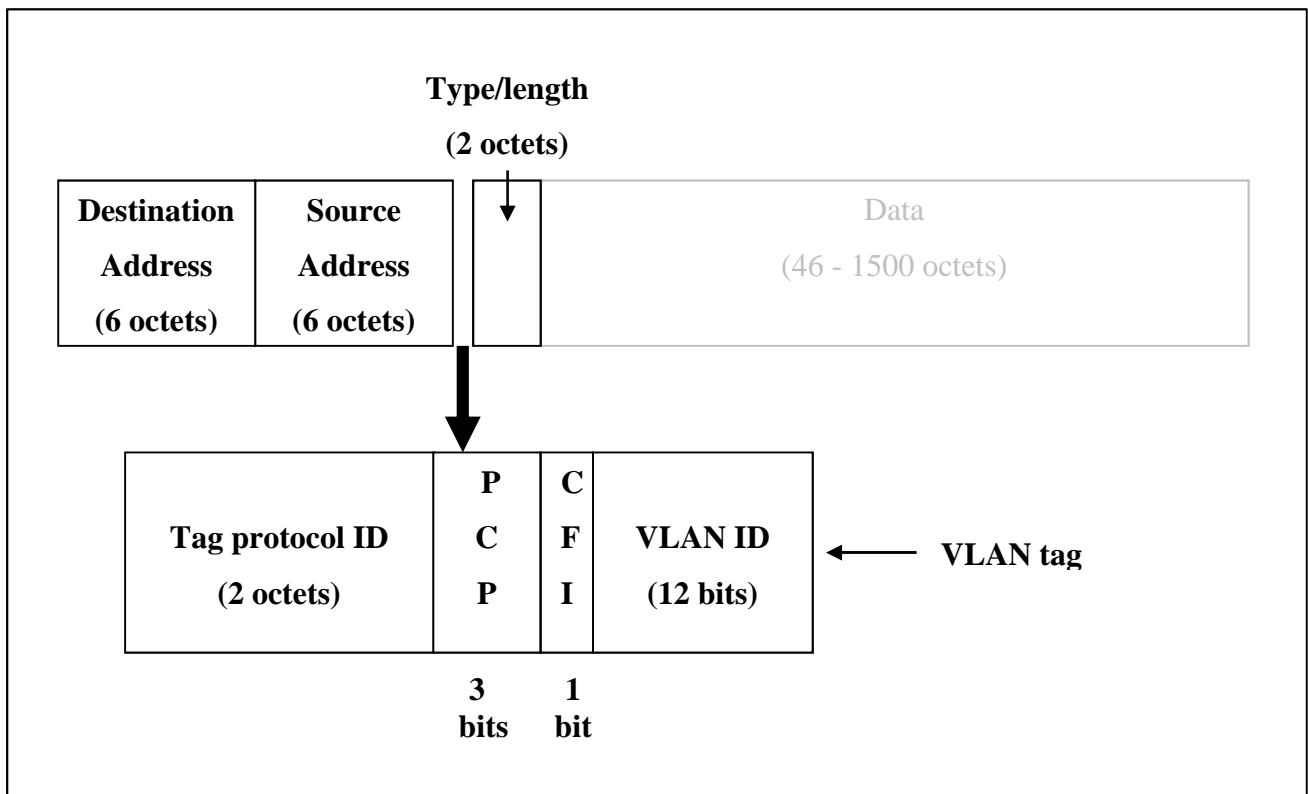 Type/length
(2 octets)
Destination
Address
(6 octets)
Source
Address
(6 octets)
Data
(46 - 1500 octets)
Tag protocol ID
(2 octets)
P
C
P
C
F
I
VLAN ID
(12 bits)
VLAN tag
3
bits
1
bit